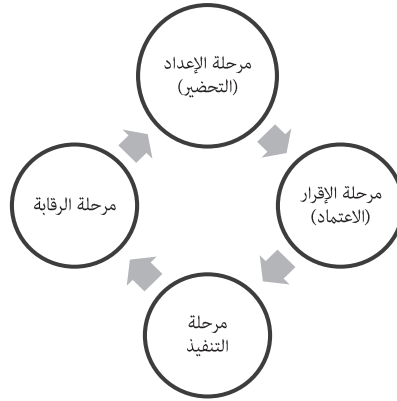 مرحلة الإعداد
(التحضير)
مرحلة الإقرار
(الاعتماد)
مرحلة
التنفيذ
مرحلة الرقابة